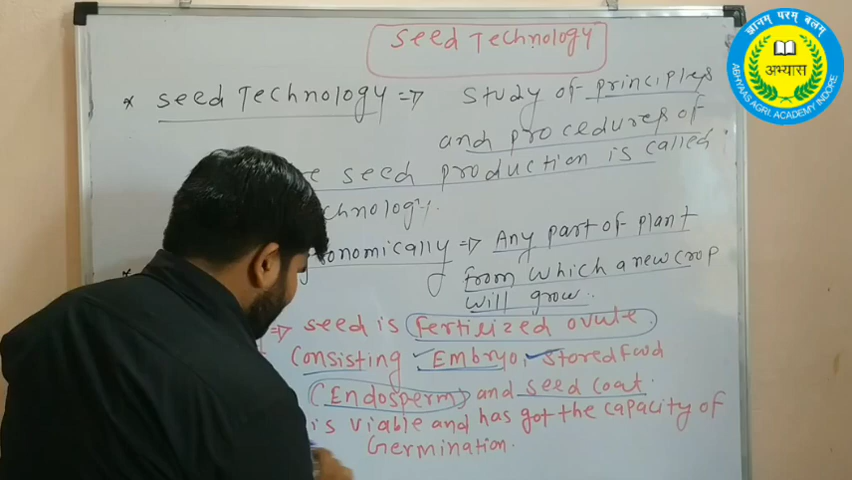 Seed Technology
* Seed Technology => Study of principles
and procedures of
seed production is called
chnology.
onomically => Any part of plant
from which a new crop
will grow.
=> seed is fertilized ovule
Consisting ✓Embryo, ✓stored food
(Endosperm) and seed coat.
is viable and has got the capacity of
Germination.
ज्ञानम् परम् बलम्
अभ्यास
ABHYAAS AGRI. ACADEMY INDORE